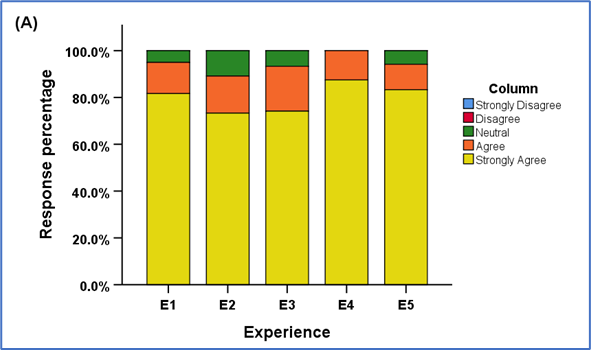 (A)
Response percentage
100.0%
80.0%
60.0%
40.0%
20.0%
0.0%
E1 E2 E3 E4 E5
Experience
Column
Strongly Disagree
Disagree
Neutral
Agree
Strongly Agree